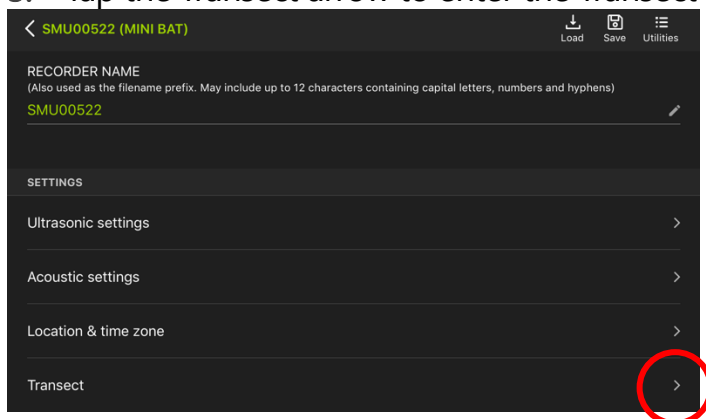 Tap the Transect arrow to enter the Transect
SMU00522 (MINI BAT)
Load Save Utilities
RECORDER NAME
(Also used as the filename prefix. May include up to 12 characters containing capital letters, numbers and hyphens)
SMU00522
SETTINGS
Ultrasonic settings
Acoustic settings
Location & time zone
Transect